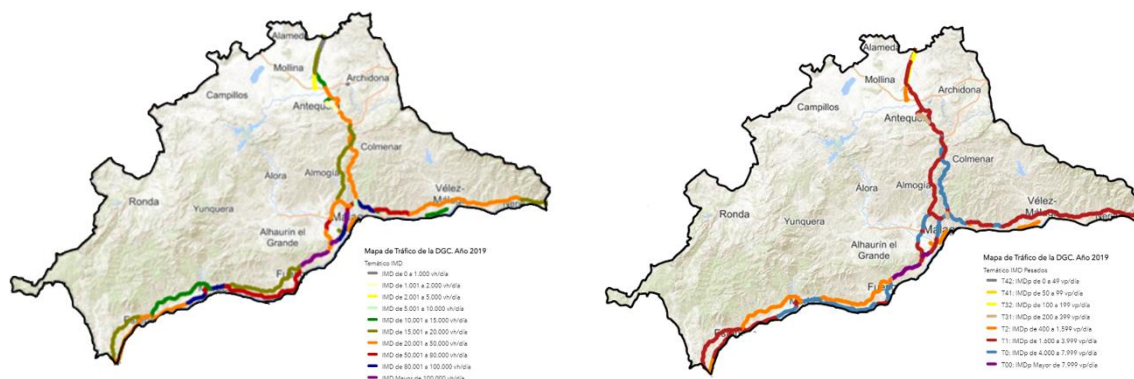 Alameda
Mollina
Archidona
Campillos
Colmenar
Almogía
Álora
Ronda
Yunquera
Alhaurín el
Grande
Mapa de Tráfico de la DGC. Año 2019
Temático IMD
IMD de 0 a 1.000 vh/día
IMD de 1.001 a 2.000 vh/día
IMD de 2.001 a 5.000 vh/día
IMD de 5.001 a 10.000 vh/día
IMD de 10.001 a 15.000 vh/día
IMD de 15.001 a 20.000 vh/día
IMD de 20.001 a 50.000 vh/día
IMD de 50.001 a 80.000 vh/día
IMD de 80.001 a 100.000 vh/día
IMD Mayor de 100.000 vh/día
Alameda
Mollina
Archidona
Campillos
Colmenar
Almogía
Álora
Ronda
Yunquera
Alhaurín el
Grande
Mapa de Tráfico de la DGC. Año 2019
Temático IMD Pesados
T42: IMDp de 0 a 49 vp/día
T41: IMDp de 50 a 99 vp/día
T32: IMDp de 100 a 199 vp/día
T31: IMDp de 200 a 399 vp/día
T2: IMDp de 400 a 1.599 vp/día
T1: IMDp de 1.600 a 3.999 vp/día
T0: IMDp de 4.000 a 7.999 vp/día
T00: IMDp Mayor de 7.999 vp/día